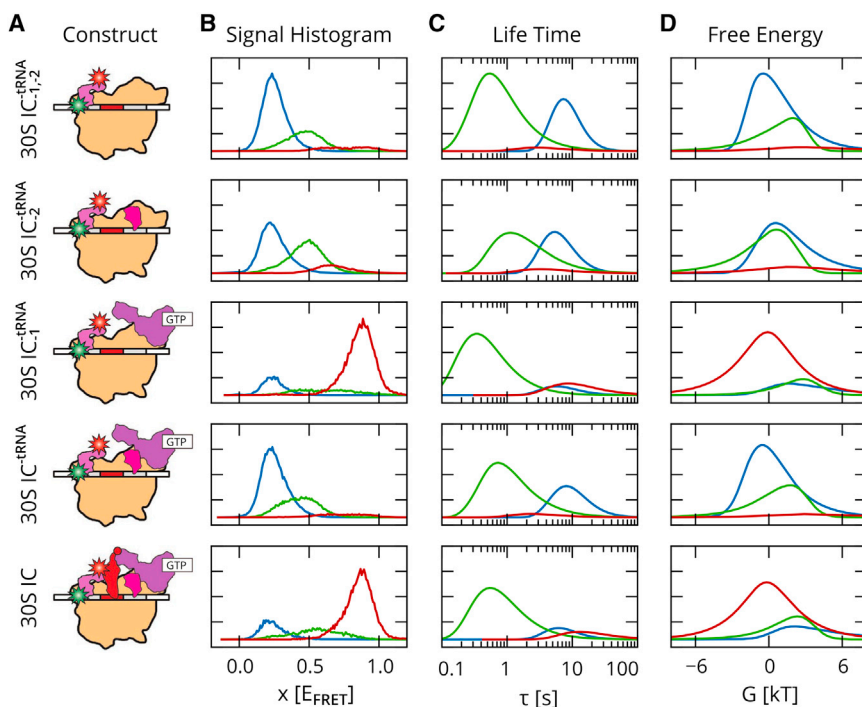 A Construct B Signal Histogram C Life Time D Free Energy
30S IC-tRNA-1,2
30S IC-tRNA-2
30S IC-tRNA-1
GTP
30S IC-tRNA
GTP
30S IC
GTP
0.0 0.5 1.0 0.1 1 10 100 −6 0 6
x [EFRET] τ [s] G [kT]